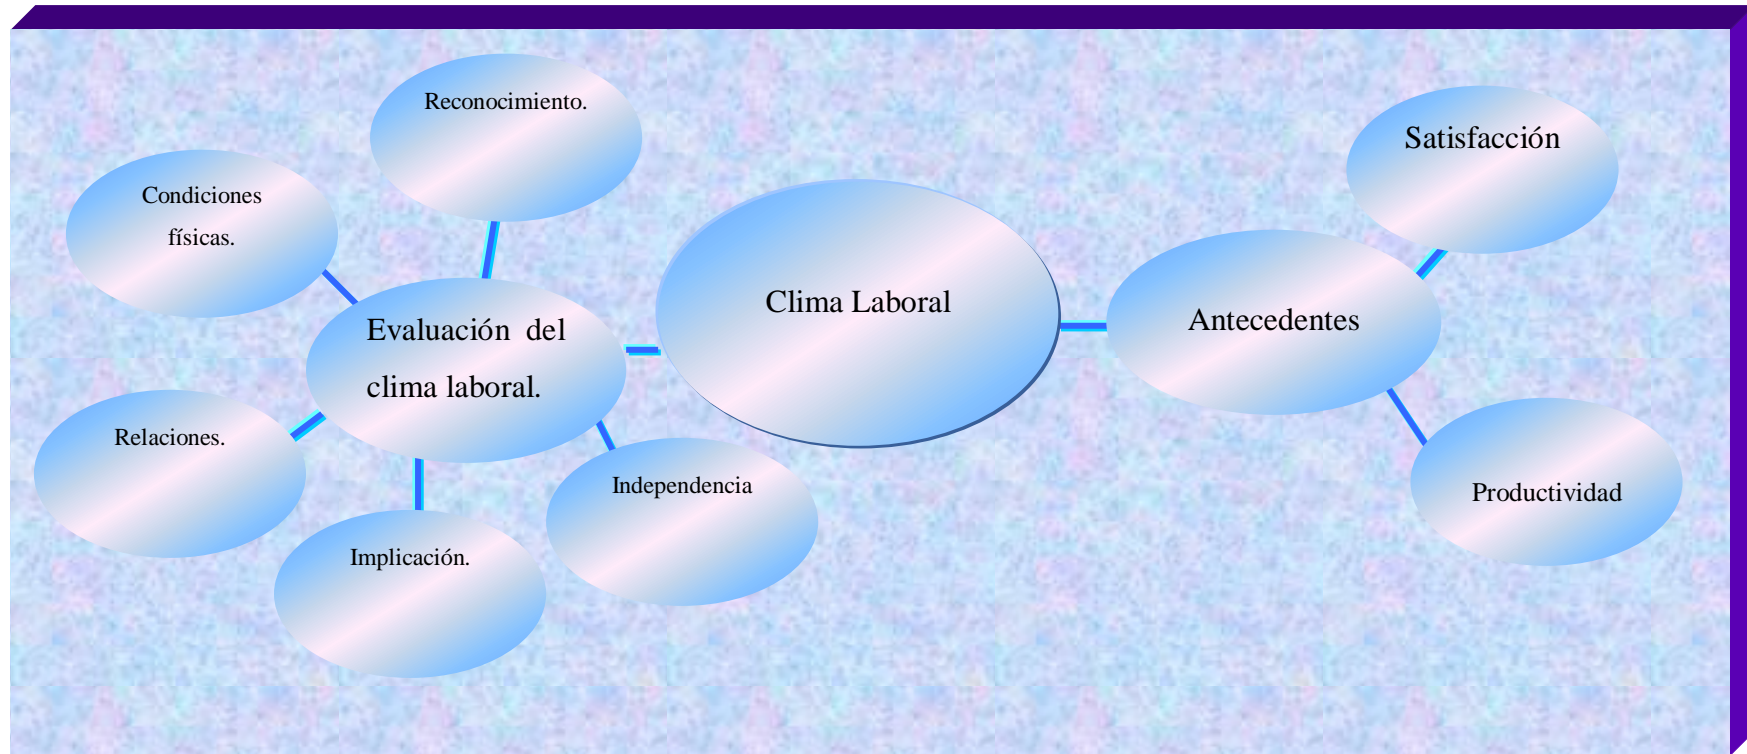 Reconocimiento.
Satisfacción
Condiciones
físicas.
Clima Laboral
Antecedentes
Evaluación del
clima laboral.
Relaciones.
Independencia
Productividad
Implicación.